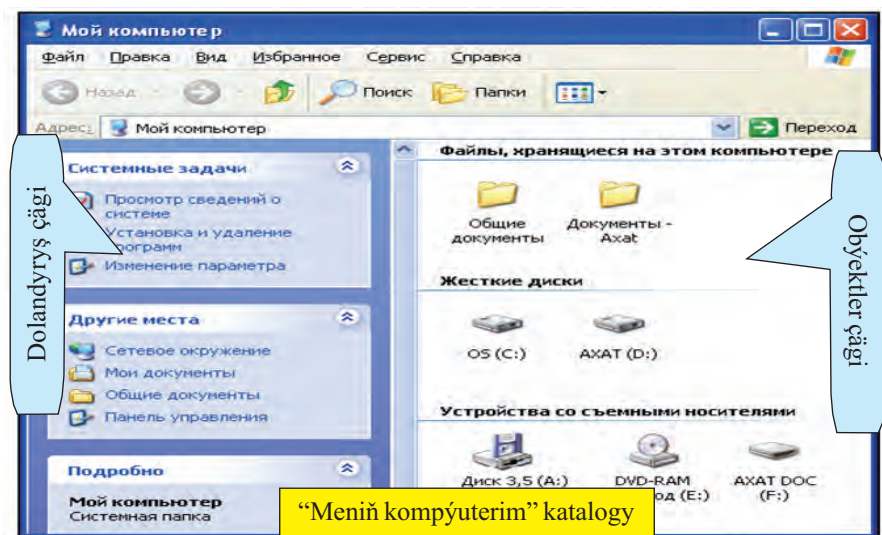 Мой компьютер
Файл Правка Вид Избранное Сервис Справка
Назад Поиск Папки
Адрес: Мой компьютер Переход
Dolandyryş çägi
Системные задачи
Просмотр сведений о
системе
Установка и удаление
программ
Изменение параметра
Другие места
Сетевое окружение
Мои документы
Общие документы
Панель управления
Подробно
Мой компьютер
Системная папка
Файлы, хранящиеся на этом компьютере
Общие
документы
Документы -
Axat
Жесткие диски
OS (C:)
AXAT (D:)
Устройства со съемными носителями
Диск 3,5 (A:)
DVD-RAM
(E:)
AXAT DOC
(F:)
Obýektler çägi
“Meniň kompýuterim” katalogy